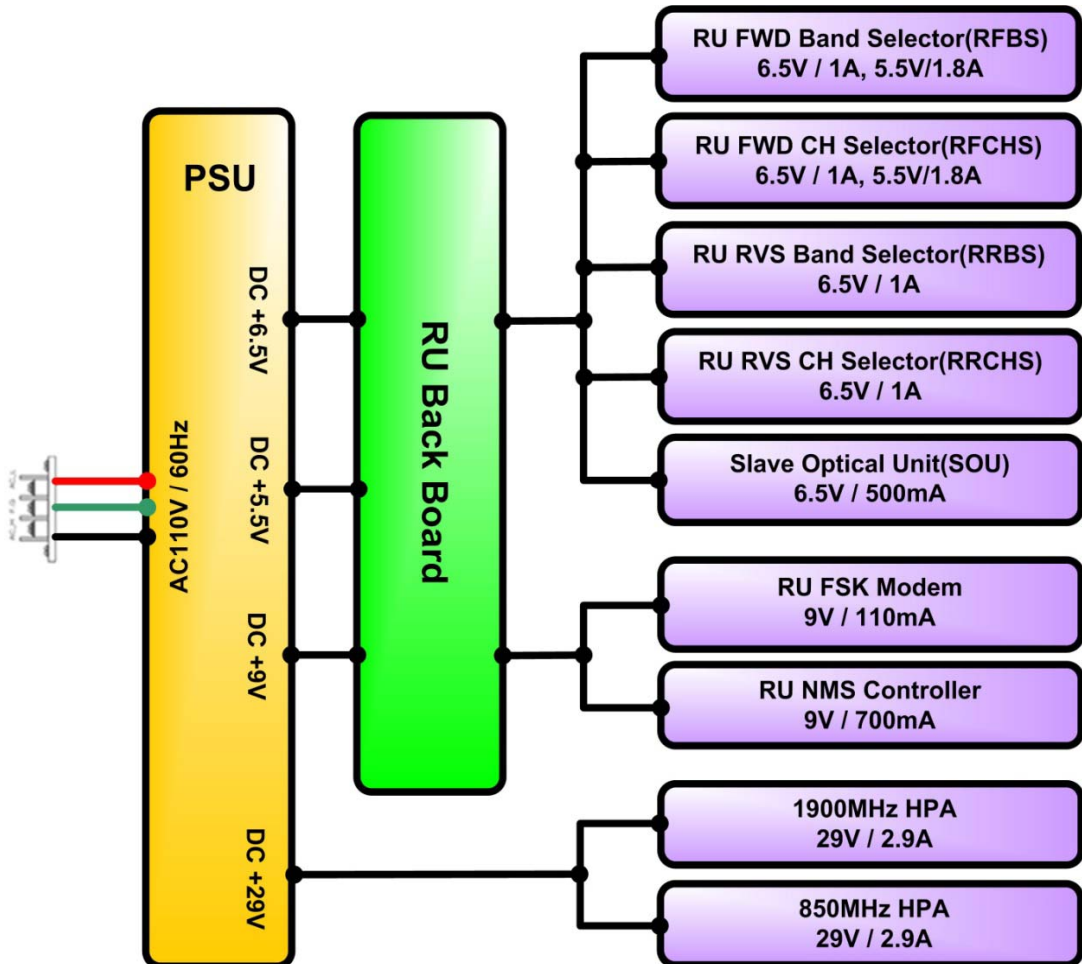 PSU
DC +6.5V
DC +5.5V
DC +9V
DC +29V
AC110V / 60Hz
RU Back Board
RU FWD Band Selector(RFBS)
6.5V / 1A, 5.5V/1.8A
RU FWD CH Selector(RFCHS)
6.5V / 1A, 5.5V/1.8A
RU RVS Band Selector(RRBS)
6.5V / 1A
RU RVS CH Selector(RRCHS)
6.5V / 1A
Slave Optical Unit(SOU)
6.5V / 500mA
RU FSK Modem
9V / 110mA
RU NMS Controller
9V / 700mA
1900MHz HPA
29V / 2.9A
850MHz HPA
29V / 2.9A